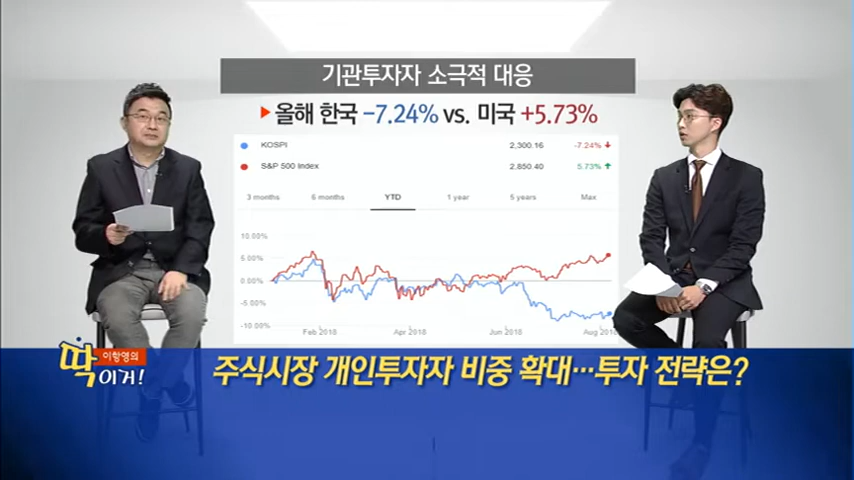 기관투자자 소극적 대응
▶올해 한국 -7.24% vs. 미국 +5.73%
KOSPI 2,300.16 -7.24% ↓
S&P 500 Index 2,850.40 5.73% ↑
3 months 6 months YTD 1 year 5 years Max
10.00%
5.00%
0.00%
-5.00%
-10.00%
Feb 2018 Apr 2018 Jun 2018 Aug 2018
딱 이항영의
이거!
주식시장 개인투자자 비중 확대…투자 전략은?